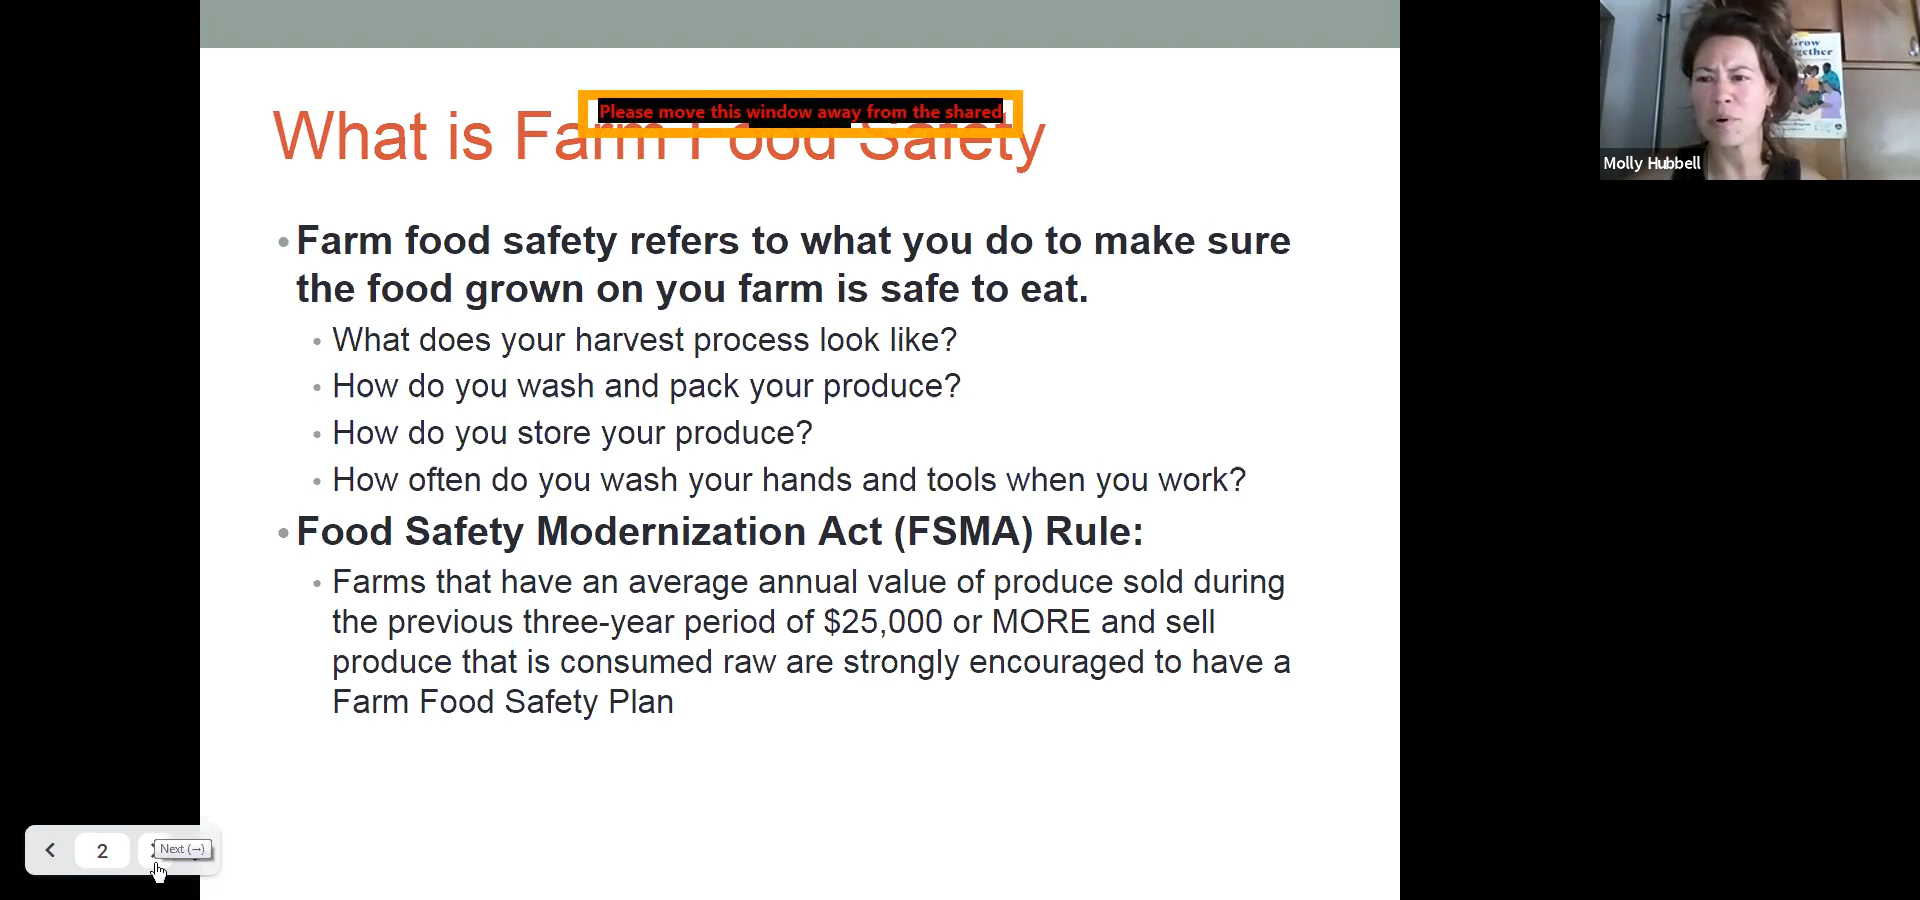 Please move this window away from the shared
What is Farm Food Safety
• Farm food safety refers to what you do to make sure
the food grown on you farm is safe to eat.
• What does your harvest process look like?
• How do you wash and pack your produce?
• How do you store your produce?
• How often do you wash your hands and tools when you work?
• Food Safety Modernization Act (FSMA) Rule:
• Farms that have an average annual value of produce sold during
the previous three-year period of $25,000 or MORE and sell
produce that is consumed raw are strongly encouraged to have a
Farm Food Safety Plan
Grow
Molly Hubbell
2
Next (→)